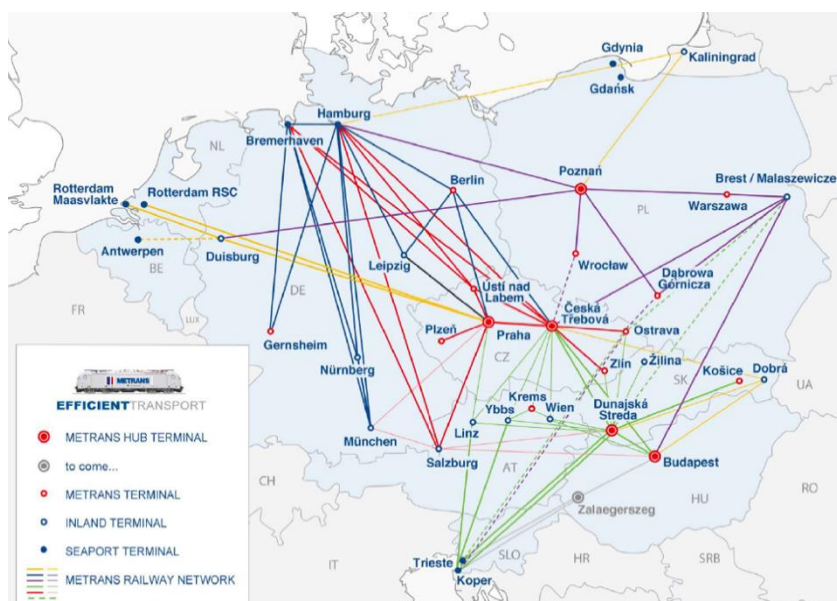 Gdynia
Kaliningrad
Gdańsk
Hamburg
Bremerhaven
NL
Berlin
Poznań
Brest / Malaszewicze
Rotterdam
Maasvlakte
Rotterdam RSC
PL
Warszawa
Antwerpen
Duisburg
BE
Leipzig
Wrocław
Dąbrowa
Górnicza
DE
Ústí nad
Labem
FR
LUX
Česká
Třebová
Gernsheim
Plzeň
Praha
Ostrava
CZ
Nürnberg
Zlín
Žilina
SK
Košice
Dobrá
UA
Krems
Ybbs
Wien
Dunajská
Streda
München
Linz
Salzburg
AT
Budapest
CH
HU
RO
Zalaegerszeg
IT
Trieste
Koper
SLO
HR
SRB
METRANS
EFFICIENTTRANSPORT
METRANS HUB TERMINAL
to come...
METRANS TERMINAL
INLAND TERMINAL
SEAPORT TERMINAL
METRANS RAILWAY NETWORK